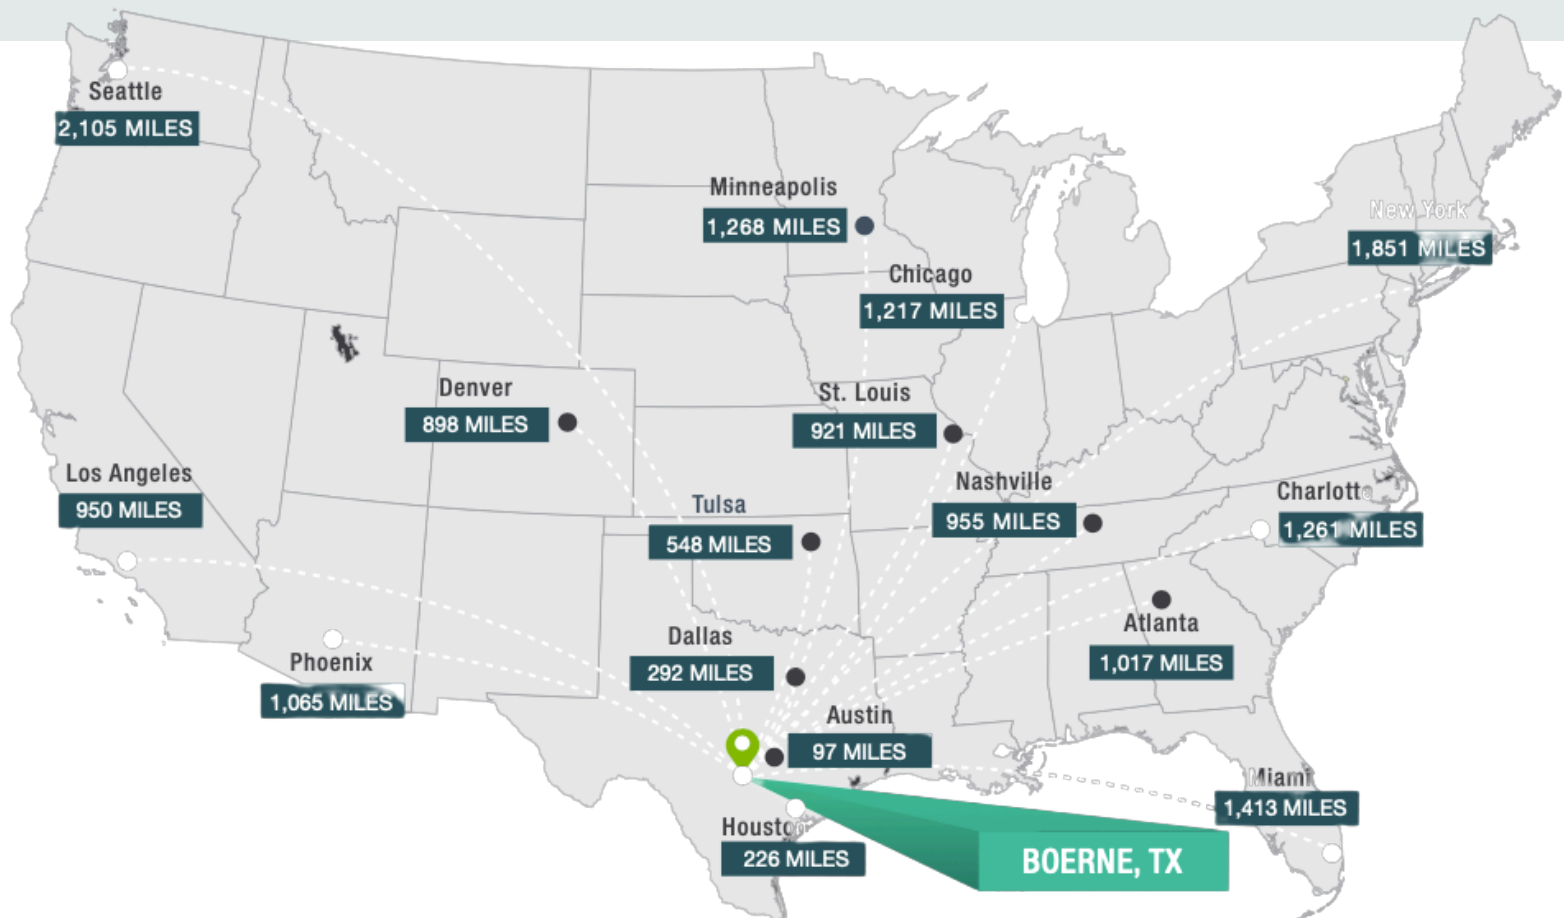 Seattle
2,105 MILES
Minneapolis
1,268 MILES
New York
1,851 MILES
Chicago
1,217 MILES
Denver
898 MILES
St. Louis
921 MILES
Los Angeles
950 MILES
Nashville
955 MILES
Charlotte
1,261 MILES
Tulsa
548 MILES
Atlanta
1,017 MILES
Dallas
292 MILES
Phoenix
1,065 MILES
Austin
97 MILES
Miami
1,413 MILES
Houston
226 MILES
BOERNE, TX